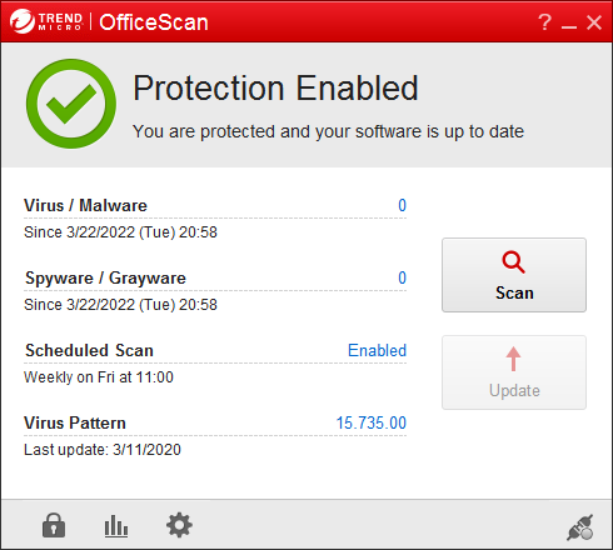 TREND MICRO | OfficeScan
Protection Enabled
You are protected and your software is up to date
Virus / Malware 0
Since 3/22/2022 (Tue) 20:58
Spyware / Grayware 0
Since 3/22/2022 (Tue) 20:58
Scheduled Scan Enabled
Weekly on Fri at 11:00
Virus Pattern 15.735.00
Last update: 3/11/2020
Scan
Update